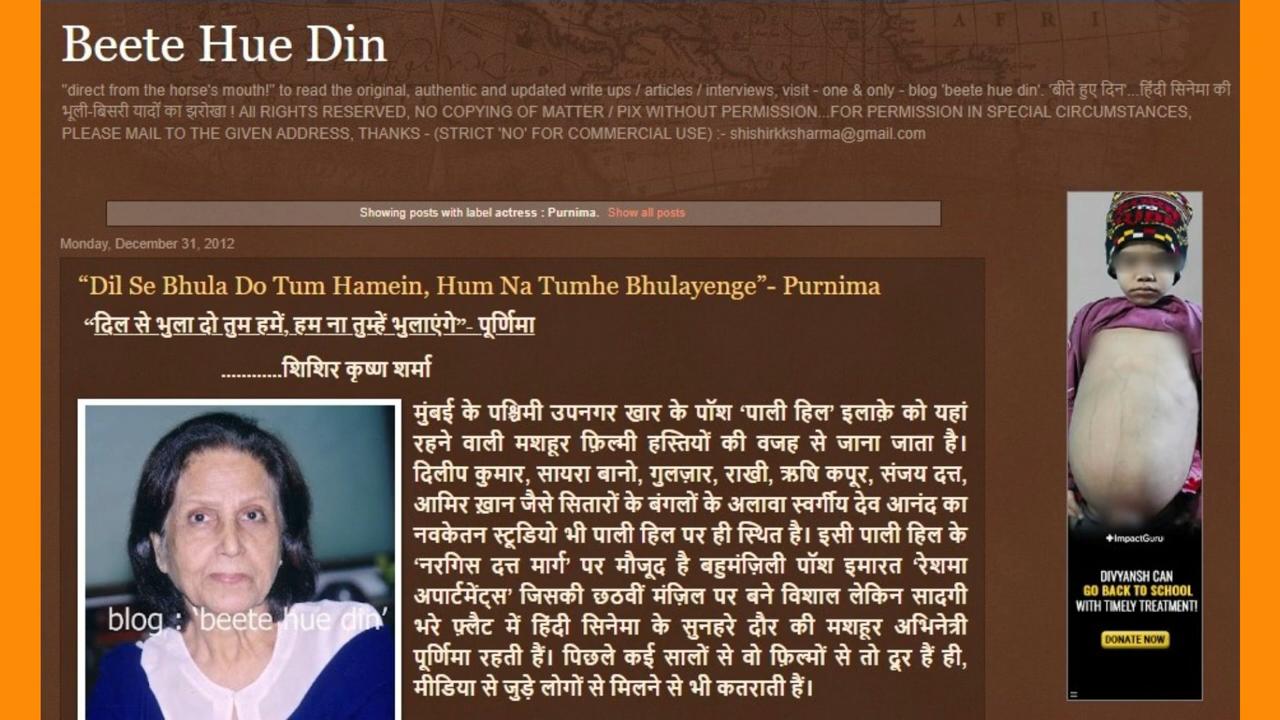 A F R I
Beete Hue Din
"direct from the horse's mouth!" to read the original, authentic and updated write ups / articles / interviews, visit - one & only - blog 'beete hue din'. 'बीते हुए दिन'...हिंदी सिनेमा की
भूली-बिसरी यादों का झरोखा ! All RIGHTS RESERVED, NO COPYING OF MATTER / PIX WITHOUT PERMISSION...FOR PERMISSION IN SPECIAL CIRCUMSTANCES,
PLEASE MAIL TO THE GIVEN ADDRESS, THANKS - (STRICT 'NO' FOR COMMERCIAL USE) :- shishirkksharma@gmail.com
Showing posts with label actress : Purnima. Show all posts
Monday, December 31, 2012
“Dil Se Bhula Do Tum Hamein, Hum Na Tumhe Bhulayenge”- Purnima
“दिल से भुला दो तुम हमें, हम ना तुम्हें भुलाएंगे”- पूर्णिमा
............शिशिर कृष्ण शर्मा
मुंबई के पश्चिमी उपनगर खार के पॉश ‘पाली हिल’ इलाक़े को यहां
रहने वाली मशहूर फ़िल्मी हस्तियों की वजह से जाना जाता है।
दिलीप कुमार, सायरा बानो, गुलज़ार, राखी, ऋषि कपूर, संजय दत्त,
आमिर ख़ान जैसे सितारों के बंगलों के अलावा स्वर्गीय देव आनंद का
नवकेतन स्टूडियो भी पाली हिल पर ही स्थित है। इसी पाली हिल के
‘नरगिस दत्त मार्ग’ पर मौजूद है बहुमंज़िली पॉश इमारत ‘रेशमा
अपार्टमेंट्स’ जिसकी छठवीं मंज़िल पर बने विशाल लेकिन सादगी
भरे फ़्लैट में हिंदी सिनेमा के सुनहरे दौर की मशहूर अभिनेत्री
पूर्णिमा रहती हैं। पिछले कई सालों से वो फ़िल्मों से तो दूर हैं ही,
मीडिया से जुड़े लोगों से मिलने से भी कतराती हैं।
blog : ‘beete hue din’
ImpactGuru
DIVYANSH CAN
GO BACK TO SCHOOL
WITH TIMELY TREATMENT!
DONATE NOW